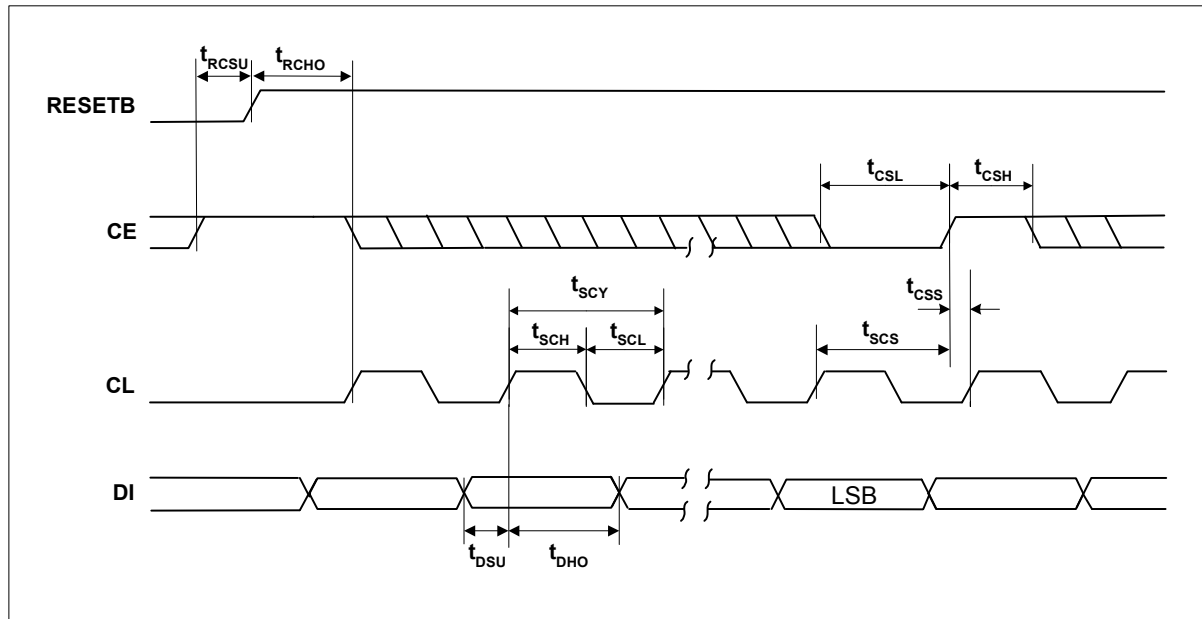 tRCSU tRCHO
RESETB
tCSL tCSH
CE
tSCY
tCSS
tSCH tSCL
tSCS
CL
DI
LSB
tDSU tDHO